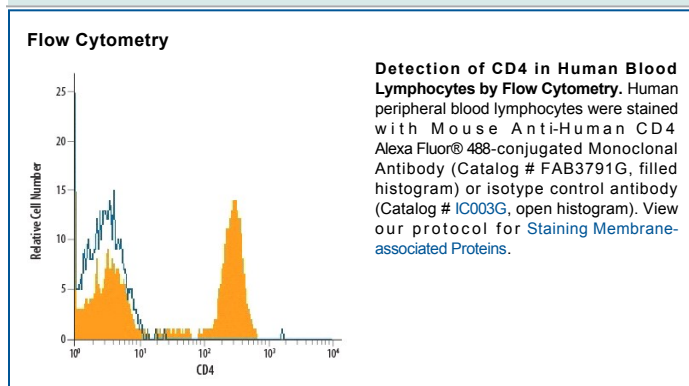 Flow Cytometry
25
20
15
10
5
0
Relative Cell Number
10⁰ 10¹ 10² 10³ 10⁴
CD4
Detection of CD4 in Human Blood
Lymphocytes by Flow Cytometry. Human
peripheral blood lymphocytes were stained
with Mouse Anti-Human CD4
Alexa Fluor® 488-conjugated Monoclonal
Antibody (Catalog # FAB3791G, filled
histogram) or isotype control antibody
(Catalog # IC003G, open histogram). View
our protocol for Staining Membrane-
associated Proteins.